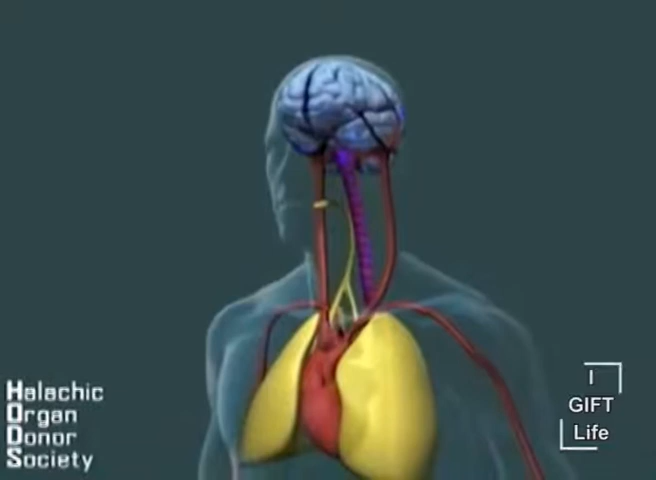 Halachic
Organ
Donor
Society
I
GIFT
Life